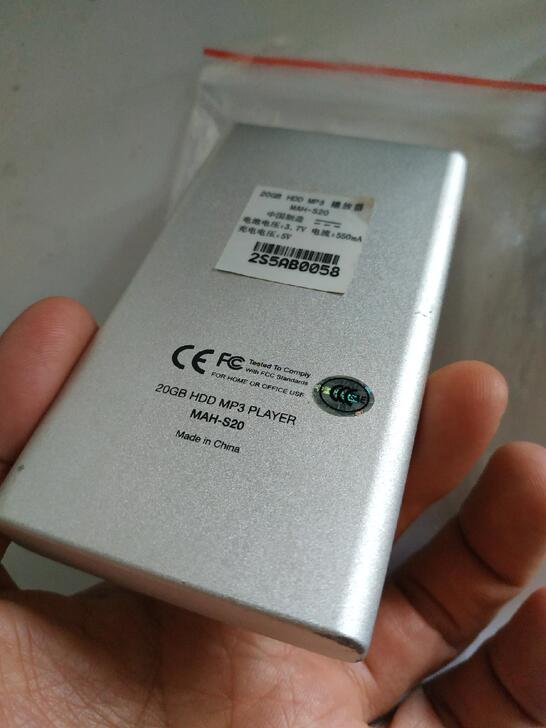 20GB HDD MP3 播放器
MAH-S20
中国制造
电池电压:3.7V 电流:550mA
充电电压:5V
2S5AB0058
CE FC Tested To Comply
with FCC Standards
FOR HOME OR OFFICE USE
CCC
20GB HDD MP3 PLAYER
MAH-S20
Made in China